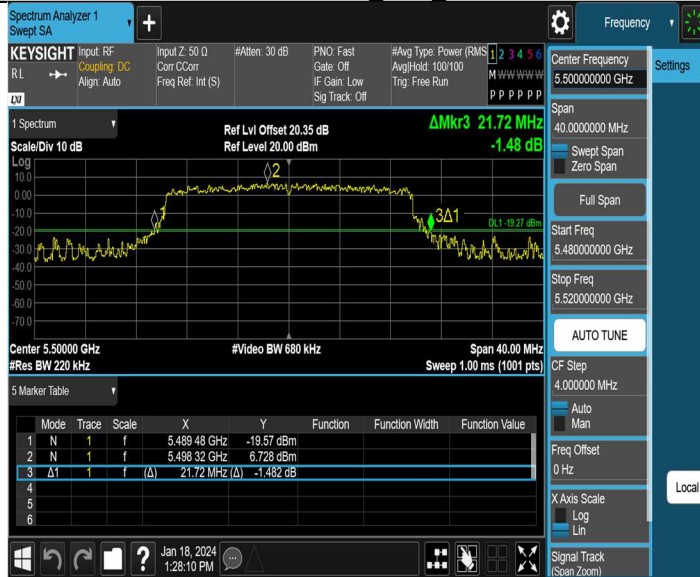 Spectrum Analyzer 1
Swept SA
+
Frequency
KEYSIGHT
RL
LXI
Input: RF
Coupling: DC
Align: Auto
Input Z: 50 Ω
Corr CCorr
Freq Ref: Int (S)
#Atten: 30 dB
PNO: Fast
Gate: Off
IF Gain: Low
Sig Track: Off
#Avg Type: Power (RMS
Avg|Hold: 100/100
Trig: Free Run
1 2 3 4 5 6
M W W W W W
P P P P P P
Center Frequency
5.500000000 GHz
Settings
Span
40.0000000 MHz
Swept Span
Zero Span
Full Span
Start Freq
5.480000000 GHz
Stop Freq
5.520000000 GHz
AUTO TUNE
CF Step
4.000000 MHz
Auto
Man
Freq Offset
0 Hz
X Axis Scale
Log
Lin
Signal Track
(Span Zoom)
Local
1 Spectrum
Scale/Div 10 dB
Ref Lvl Offset 20.35 dB
Ref Level 20.00 dBm
ΔMkr3 21.72 MHz
-1.48 dB
Log
10.0
0.00
-10.0
-20.0
-30.0
-40.0
-50.0
-60.0
-70.0
1
2
3Δ1
DL1 -19.27 dBm
Center 5.50000 GHz
#Res BW 220 kHz
#Video BW 680 kHz
Span 40.00 MHz
Sweep 1.00 ms (1001 pts)
5 Marker Table
Mode Trace Scale X Y Function Function Width Function Value
1 N 1 f 5.489 48 GHz -19.57 dBm
2 N 1 f 5.498 32 GHz 6.728 dBm
3 Δ1 1 f (Δ) 21.72 MHz (Δ) -1.482 dB
4
5
6
?
Jan 18, 2024
1:28:10 PM